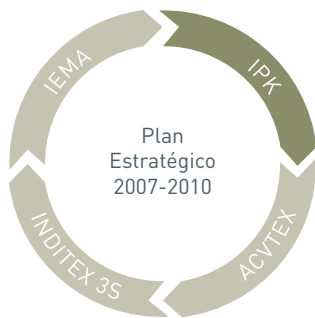 IEMA
IPK
Plan
Estratégico
2007-2010
INDITEX 3S
ACVTEX